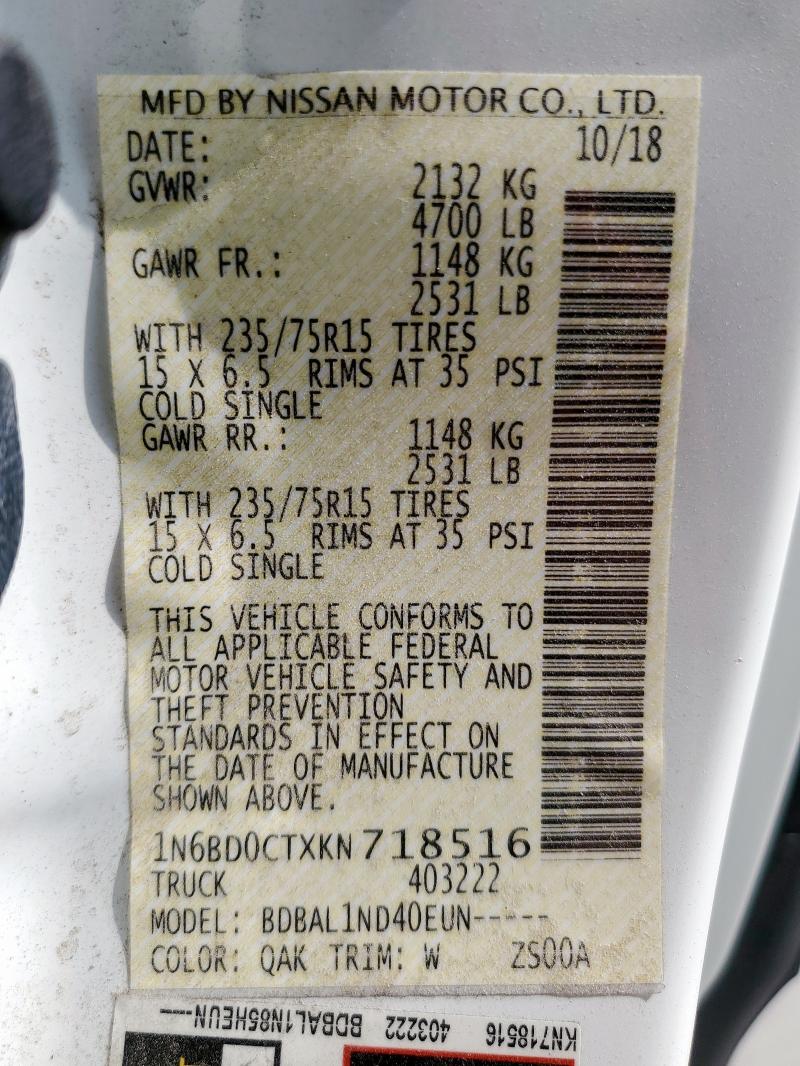 MFD BY NISSAN MOTOR CO., LTD.
DATE: 10/18
GVWR: 2132 KG
4700 LB
GAWR FR.: 1148 KG
2531 LB
WITH 235/75R15 TIRES
15 X 6.5 RIMS AT 35 PSI
COLD SINGLE
GAWR RR.: 1148 KG
2531 LB
WITH 235/75R15 TIRES
15 X 6.5 RIMS AT 35 PSI
COLD SINGLE
THIS VEHICLE CONFORMS TO
ALL APPLICABLE FEDERAL
MOTOR VEHICLE SAFETY AND
THEFT PREVENTION
STANDARDS IN EFFECT ON
THE DATE OF MANUFACTURE
SHOWN ABOVE.
1N6BD0CTXKN718516
TRUCK 403222
MODEL: BDBAL1ND40EUN-----
COLOR: QAK TRIM: W ZS00A
KN718516 403222 BDBAL1N85HEUN---